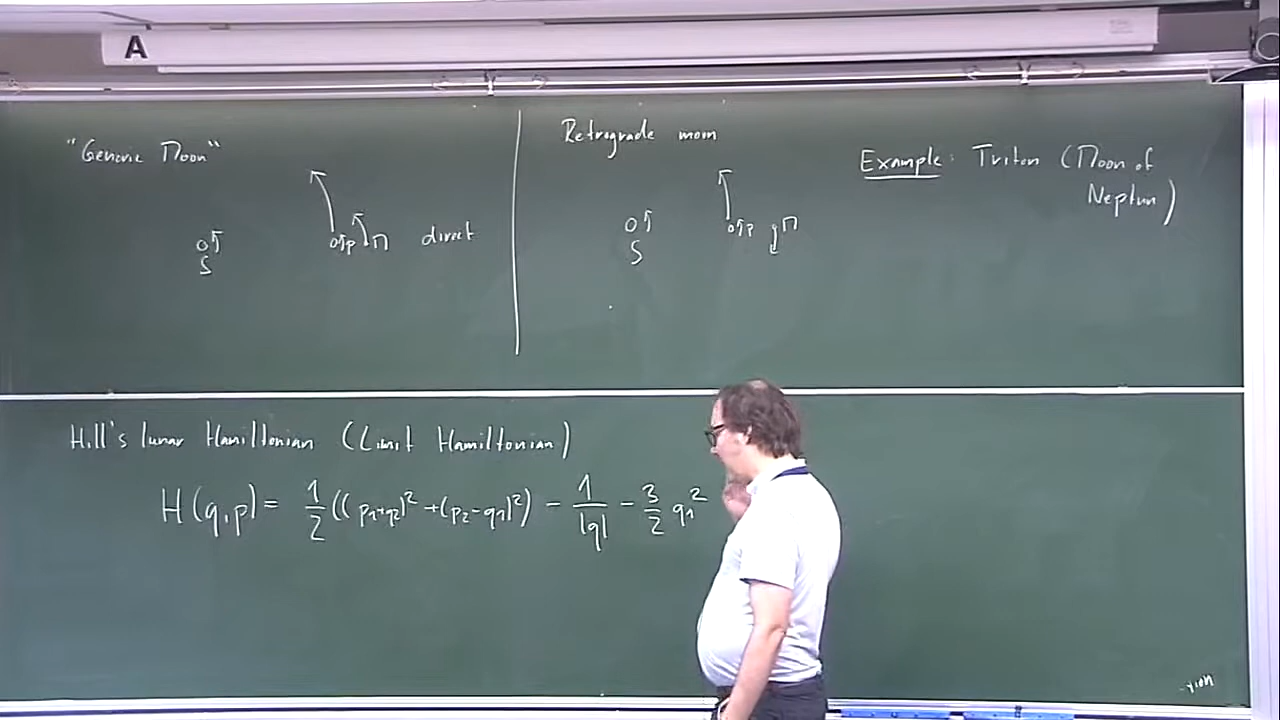 A
"Generic Moon"
S
P M direct
Retrograde moon
S
P M
Example: Triton (Moon of
Neptun)
Hill's lunar Hamiltonian (Limit Hamiltonian)
H(q,p) = 1/2 ((p₁+q₂)² + (p₂-q₁)²) - 1/|q| - 3/2 q₁²